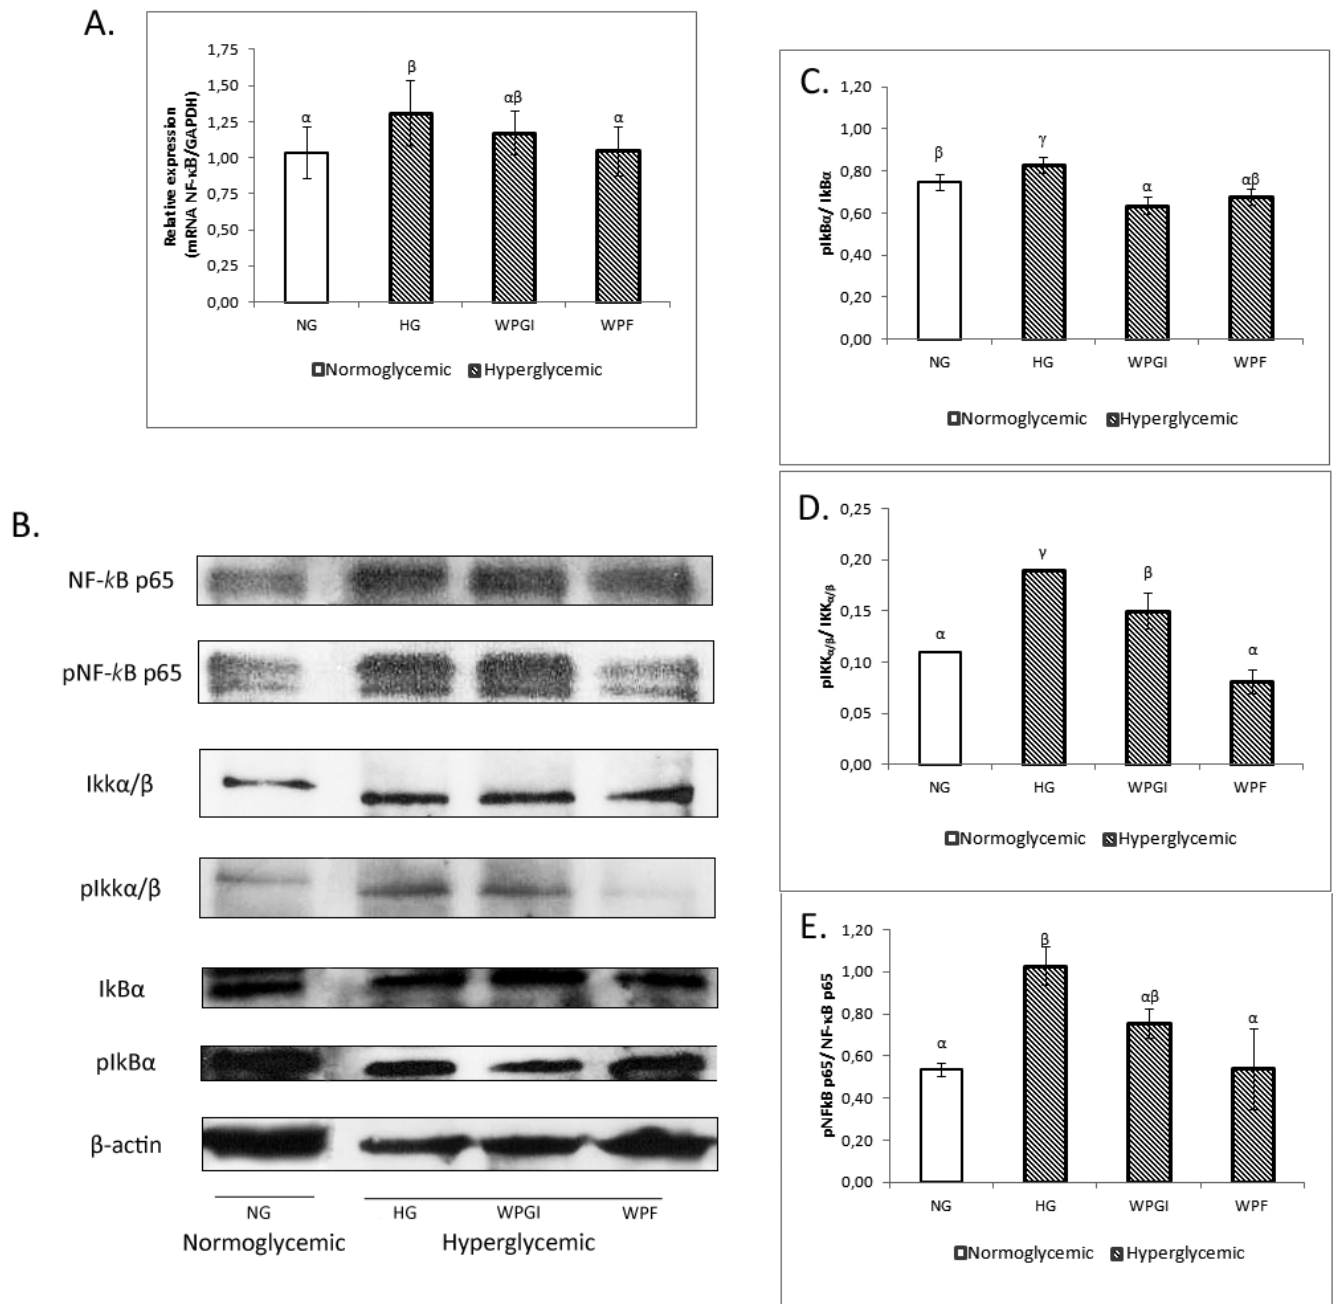 A.
1,75
1,50
1,25
1,00
0,75
0,50
0,25
0,00
Relative expression
(mRNA NF-κB/GAPDH)
α
β
αβ
α
NG HG WPGI WPF
Normoglycemic Hyperglycemic
B.
NF-kB p65
pNF-kB p65
Ikkα/β
pIkkα/β
IkBα
pIkBα
β-actin
NG HG WPGI WPF
Normoglycemic Hyperglycemic
C.
1,20
1,00
0,80
0,60
0,40
0,20
0,00
pIkBα/ IkBα
β
γ
α
αβ
NG HG WPGI WPF
Normoglycemic Hyperglycemic
D.
0,25
0,20
0,15
0,10
0,05
0,00
pIKKα/β/ IKKα/β
α
γ
β
α
NG HG WPGI WPF
Normoglycemic Hyperglycemic
E.
1,20
1,00
0,80
0,60
0,40
0,20
0,00
pNFkB p65/ NF-κB p65
α
β
αβ
α
NG HG WPGI WPF
Normoglycemic Hyperglycemic